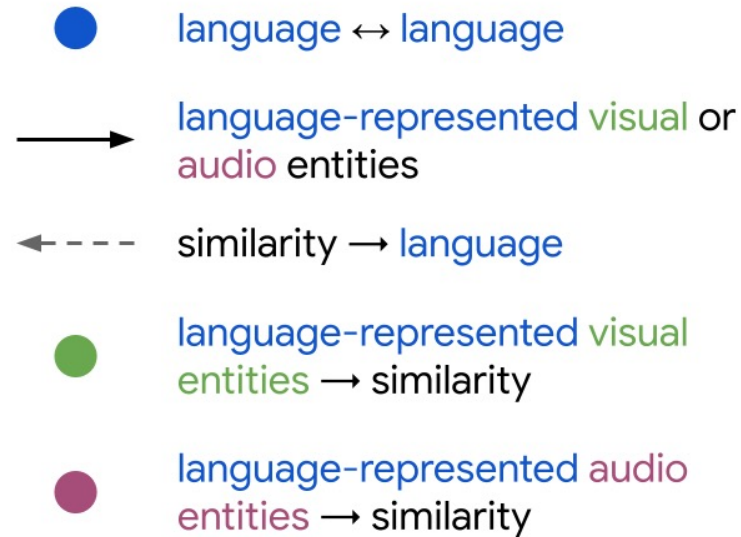 language ↔ language
language-represented visual or
audio entities
similarity → language
language-represented visual
entities → similarity
language-represented audio
entities → similarity